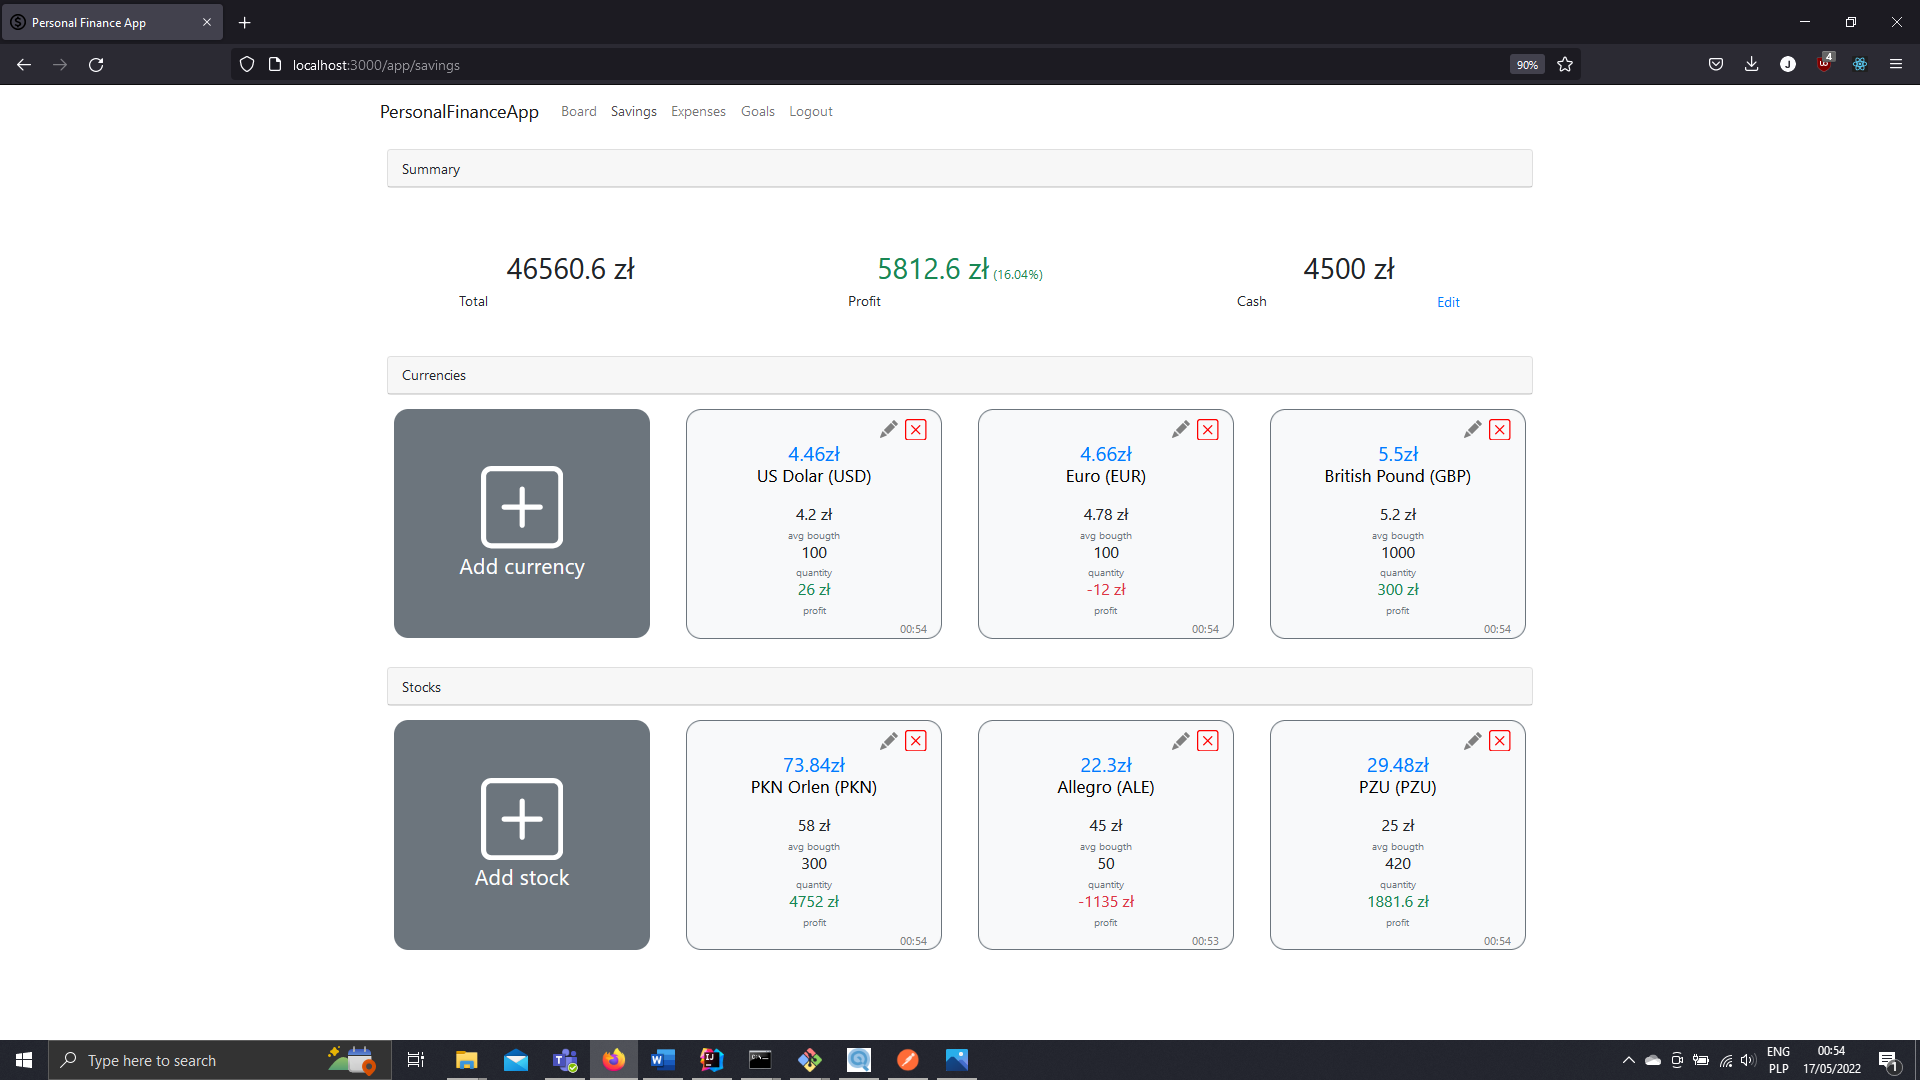 Personal Finance App
localhost:3000/app/savings
90%
4
PersonalFinanceApp Board Savings Expenses Goals Logout
Summary
46560.6 zł
Total
5812.6 zł (16.04%)
Profit
4500 zł
Cash Edit
Currencies
Add currency
4.46zł
US Dolar (USD)
4.2 zł
avg bougth
100
quantity
26 zł
profit
00:54
4.66zł
Euro (EUR)
4.78 zł
avg bougth
100
quantity
-12 zł
profit
00:54
5.5zł
British Pound (GBP)
5.2 zł
avg bougth
1000
quantity
300 zł
profit
00:54
Stocks
Add stock
73.84zł
PKN Orlen (PKN)
58 zł
avg bougth
300
quantity
4752 zł
profit
00:54
22.3zł
Allegro (ALE)
45 zł
avg bougth
50
quantity
-1135 zł
profit
00:53
29.48zł
PZU (PZU)
25 zł
avg bougth
420
quantity
1881.6 zł
profit
00:54
Type here to search
ENG
PLP
00:54
17/05/2022
1